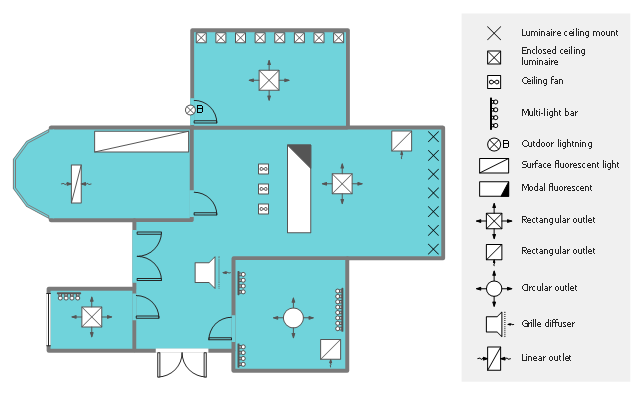 B
Luminaire ceiling mount
Enclosed ceiling
luminaire
Ceiling fan
Multi-light bar
B
Outdoor lightning
Surface fluorescent light
Modal fluorescent
Rectangular outlet
Rectangular outlet
Circular outlet
Grille diffuser
Linear outlet